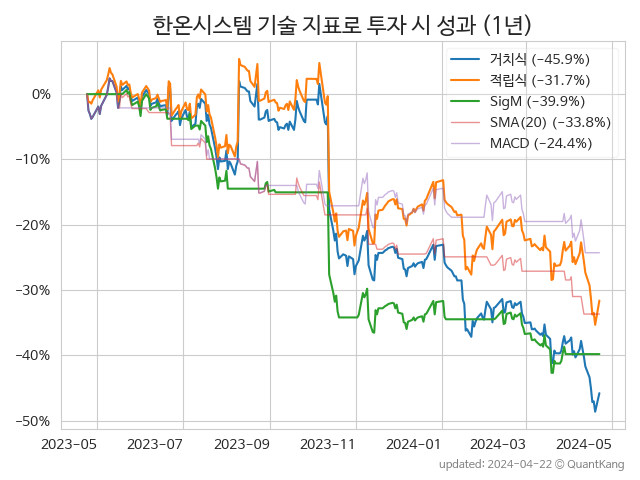 한온시스템 기술 지표로 투자 시 성과 (1년)
거치식 (−45.9%)
적립식 (−31.7%)
SigM (−39.9%)
SMA(20) (−33.8%)
MACD (−24.4%)
0%
−10%
−20%
−30%
−40%
−50%
2023−05 2023−07 2023−09 2023−11 2024−01 2024−03 2024−05
updated: 2024−04−22 ⓒ QuantKang